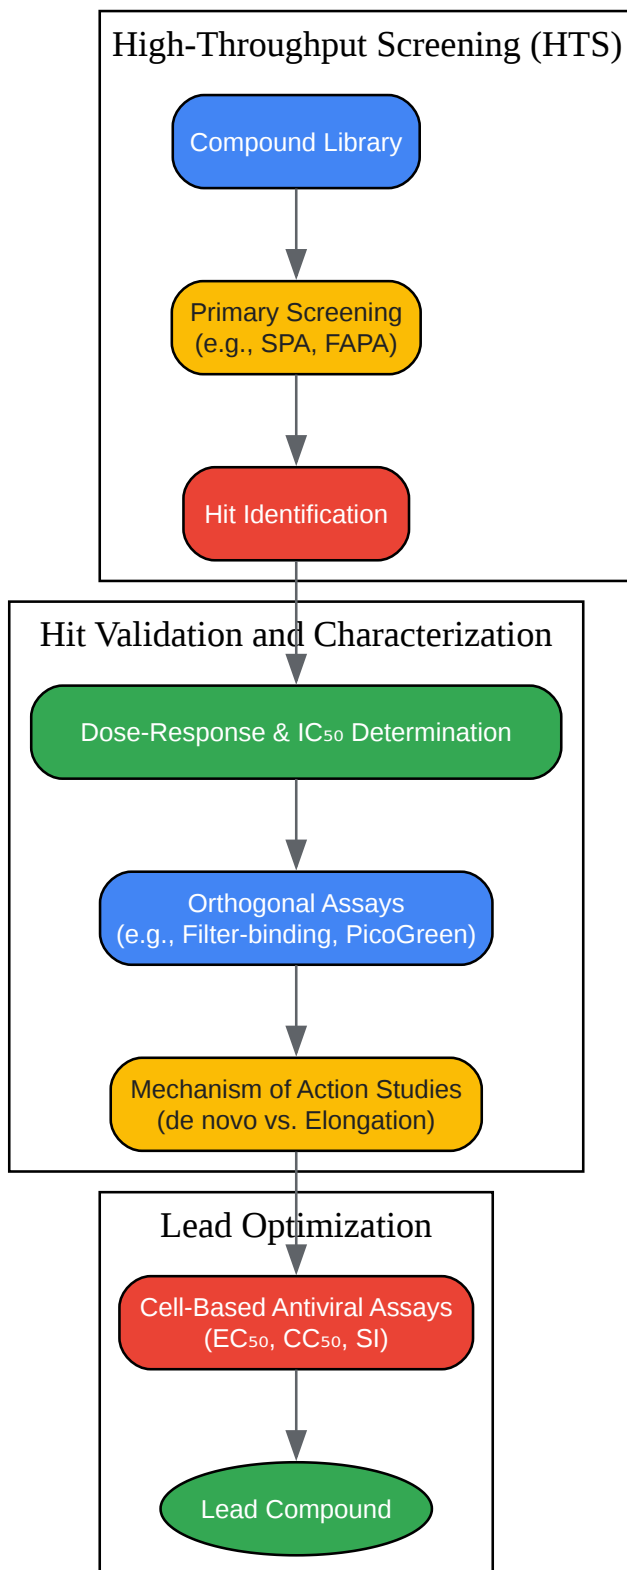 High-Throughput Screening (HTS)
Compound Library
Primary Screening
(e.g., SPA, FAPA)
Hit Identification
Hit Validation and Characterization
Dose-Response & IC₅₀ Determination
Orthogonal Assays
(e.g., Filter-binding, PicoGreen)
Mechanism of Action Studies
(de novo vs. Elongation)
Lead Optimization
Cell-Based Antiviral Assays
(EC₅₀, CC₅₀, SI)
Lead Compound